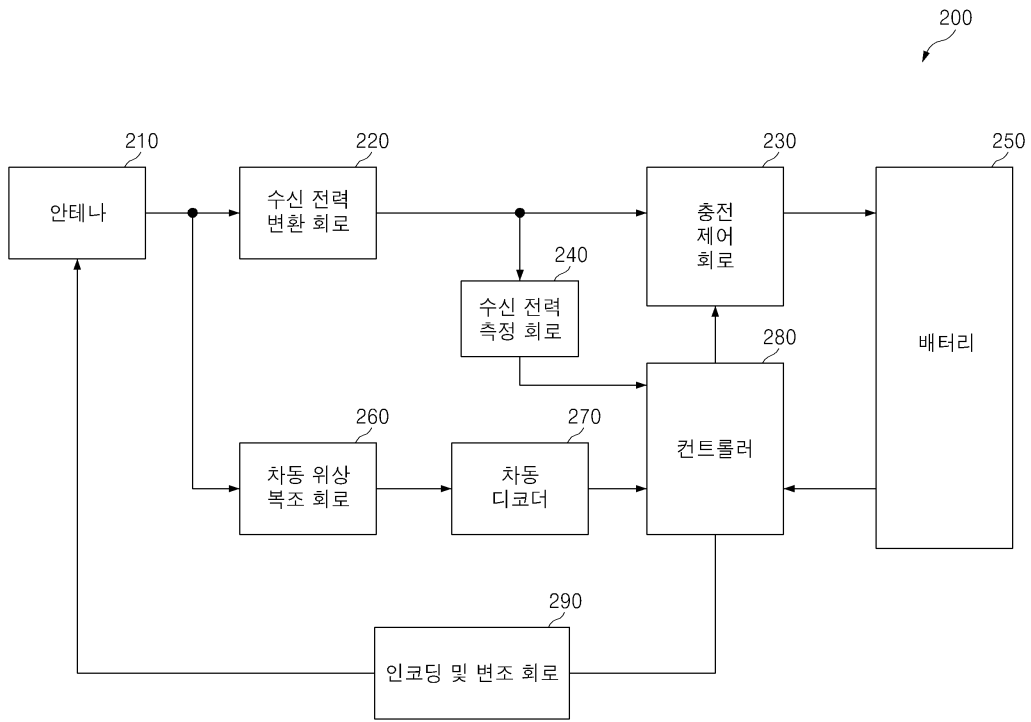 200
210
안테나
220
수신 전력
변환 회로
230
충전
제어
회로
250
배터리
240
수신 전력
측정 회로
280
컨트롤러
260
차동 위상
복조 회로
270
차동
디코더
290
인코딩 및 변조 회로